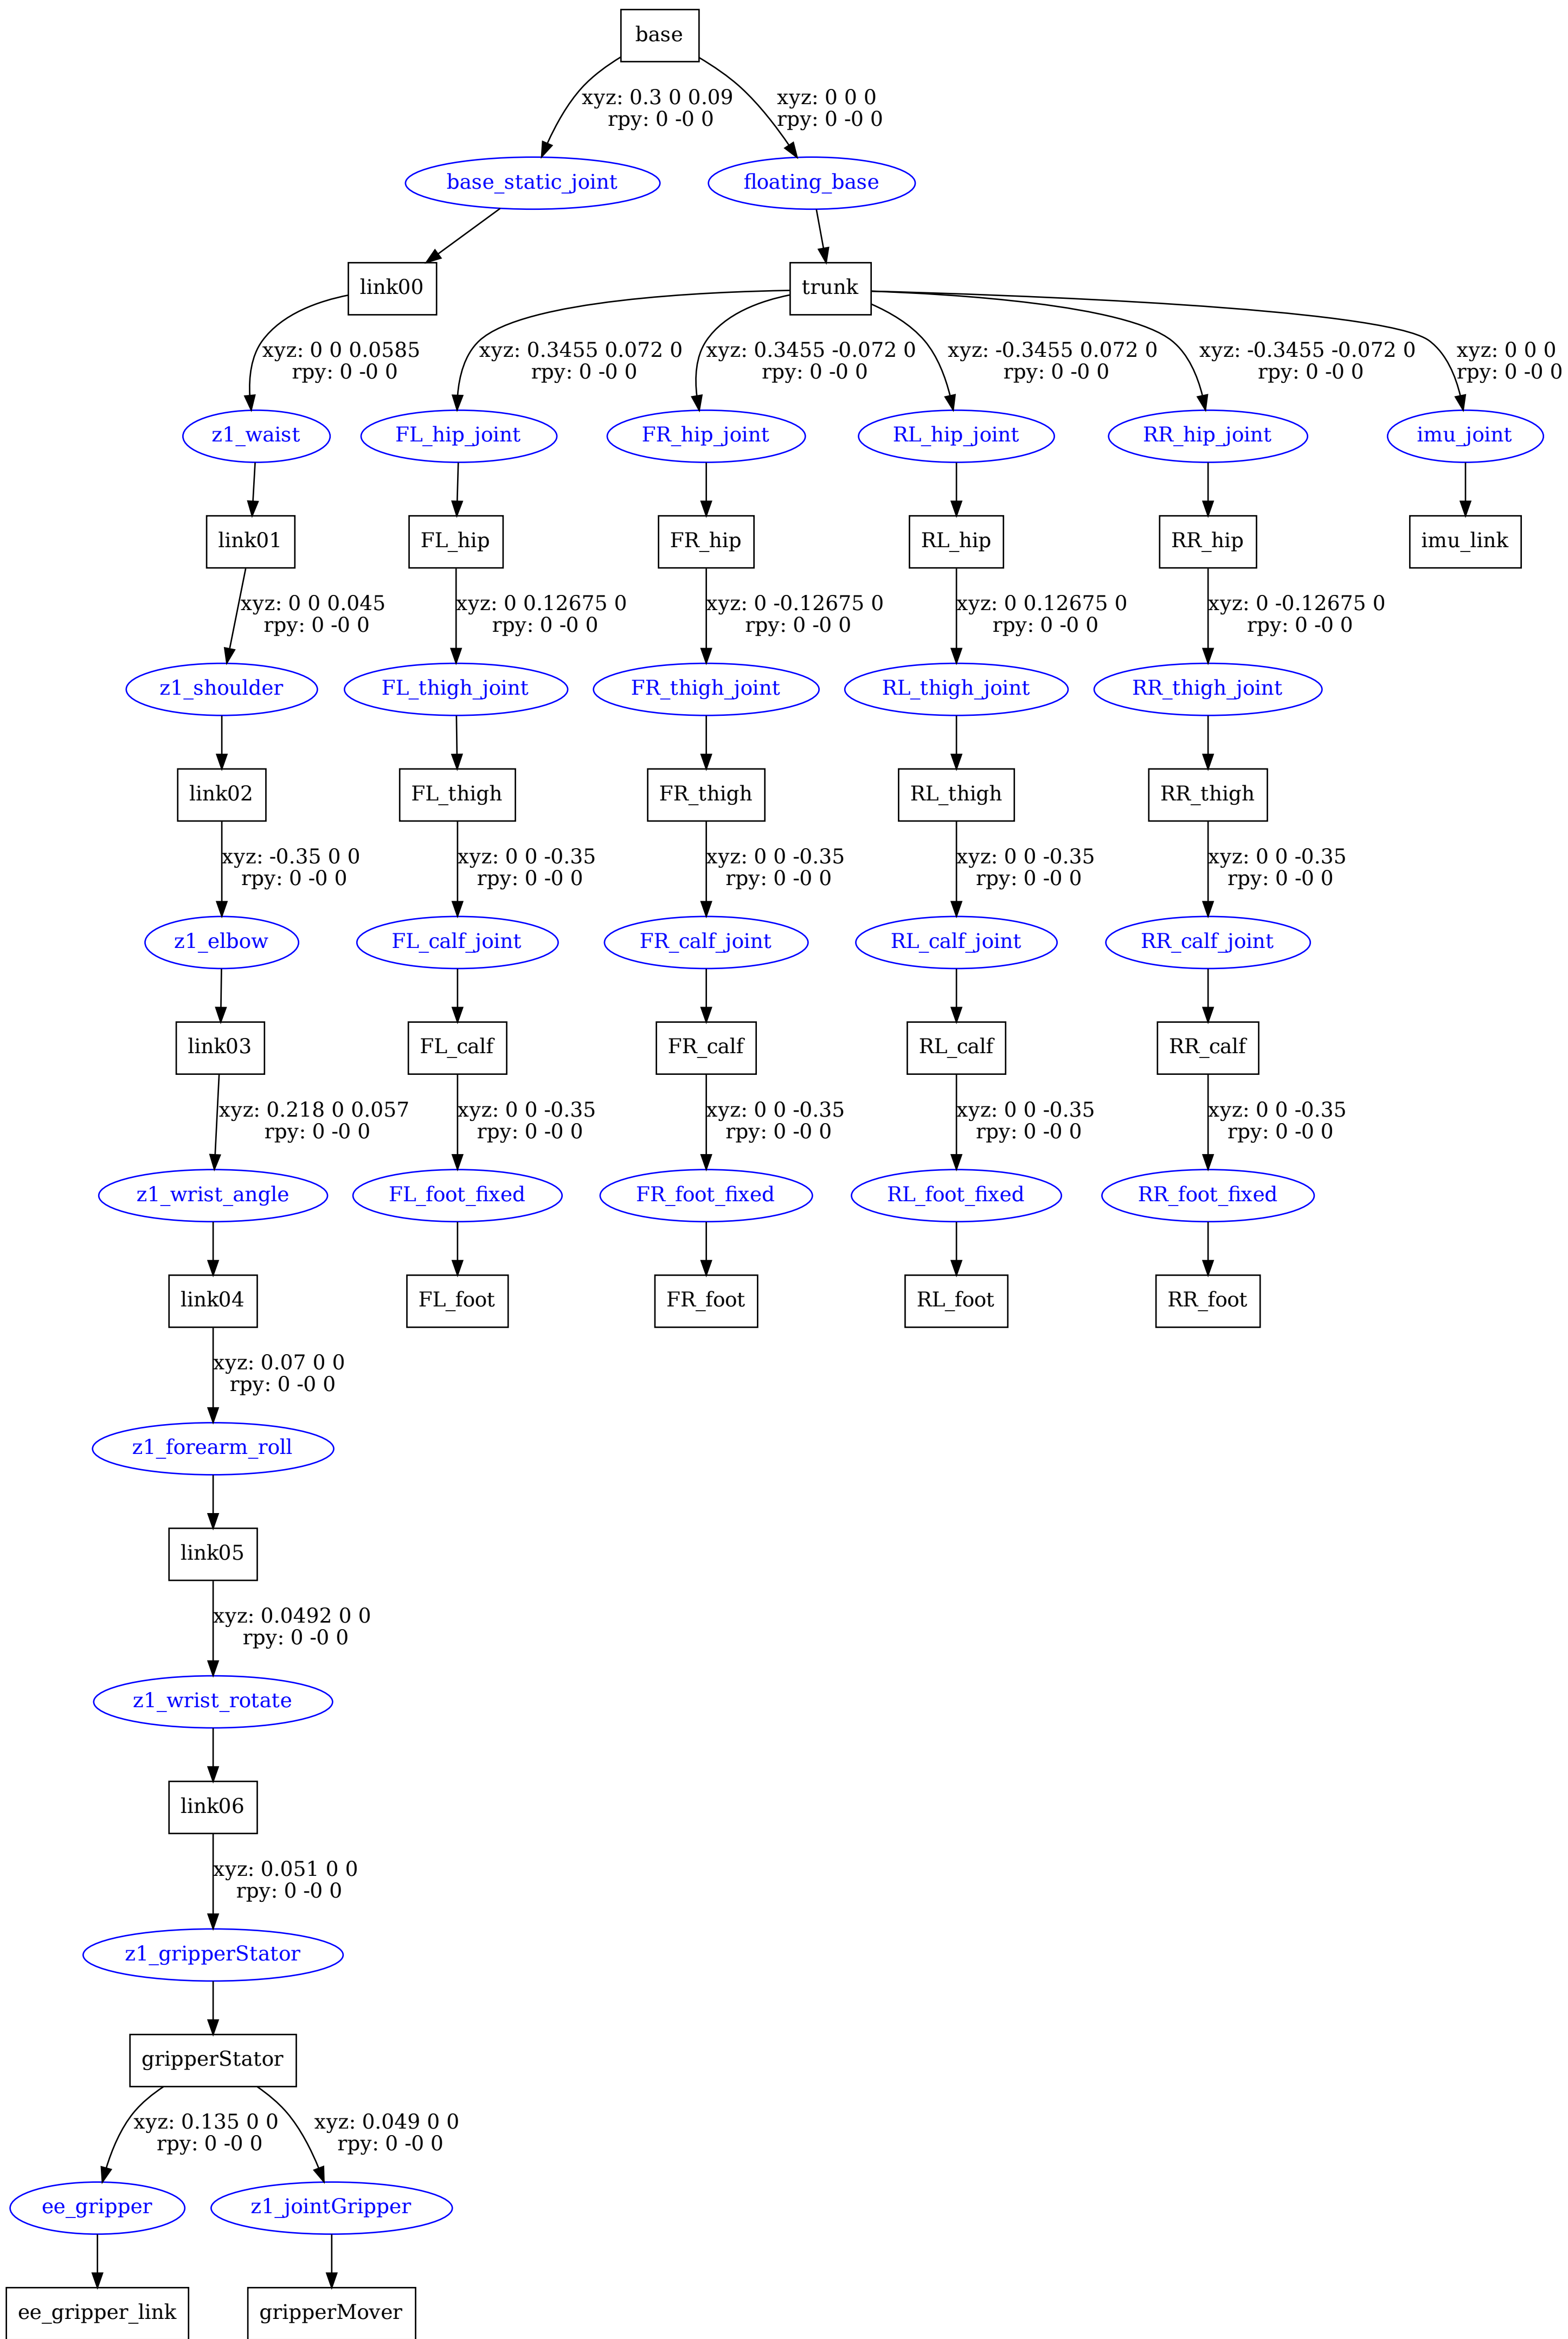 base
xyz: 0.3 0 0.09
rpy: 0 -0 0
xyz: 0 0 0
rpy: 0 -0 0
base_static_joint
floating_base
link00
trunk
xyz: 0 0 0.0585
rpy: 0 -0 0
xyz: 0.3455 0.072 0
rpy: 0 -0 0
xyz: 0.3455 -0.072 0
rpy: 0 -0 0
xyz: -0.3455 0.072 0
rpy: 0 -0 0
xyz: -0.3455 -0.072 0
rpy: 0 -0 0
xyz: 0 0 0
rpy: 0 -0 0
z1_waist
FL_hip_joint
FR_hip_joint
RL_hip_joint
RR_hip_joint
imu_joint
link01
FL_hip
FR_hip
RL_hip
RR_hip
imu_link
xyz: 0 0 0.045
rpy: 0 -0 0
xyz: 0 0.12675 0
rpy: 0 -0 0
xyz: 0 -0.12675 0
rpy: 0 -0 0
xyz: 0 0.12675 0
rpy: 0 -0 0
xyz: 0 -0.12675 0
rpy: 0 -0 0
z1_shoulder
FL_thigh_joint
FR_thigh_joint
RL_thigh_joint
RR_thigh_joint
link02
FL_thigh
FR_thigh
RL_thigh
RR_thigh
xyz: -0.35 0 0
rpy: 0 -0 0
xyz: 0 0 -0.35
rpy: 0 -0 0
xyz: 0 0 -0.35
rpy: 0 -0 0
xyz: 0 0 -0.35
rpy: 0 -0 0
xyz: 0 0 -0.35
rpy: 0 -0 0
z1_elbow
FL_calf_joint
FR_calf_joint
RL_calf_joint
RR_calf_joint
link03
FL_calf
FR_calf
RL_calf
RR_calf
xyz: 0.218 0 0.057
rpy: 0 -0 0
xyz: 0 0 -0.35
rpy: 0 -0 0
xyz: 0 0 -0.35
rpy: 0 -0 0
xyz: 0 0 -0.35
rpy: 0 -0 0
xyz: 0 0 -0.35
rpy: 0 -0 0
z1_wrist_angle
FL_foot_fixed
FR_foot_fixed
RL_foot_fixed
RR_foot_fixed
link04
FL_foot
FR_foot
RL_foot
RR_foot
xyz: 0.07 0 0
rpy: 0 -0 0
z1_forearm_roll
link05
xyz: 0.0492 0 0
rpy: 0 -0 0
z1_wrist_rotate
link06
xyz: 0.051 0 0
rpy: 0 -0 0
z1_gripperStator
gripperStator
xyz: 0.135 0 0
rpy: 0 -0 0
xyz: 0.049 0 0
rpy: 0 -0 0
ee_gripper
z1_jointGripper
ee_gripper_link
gripperMover